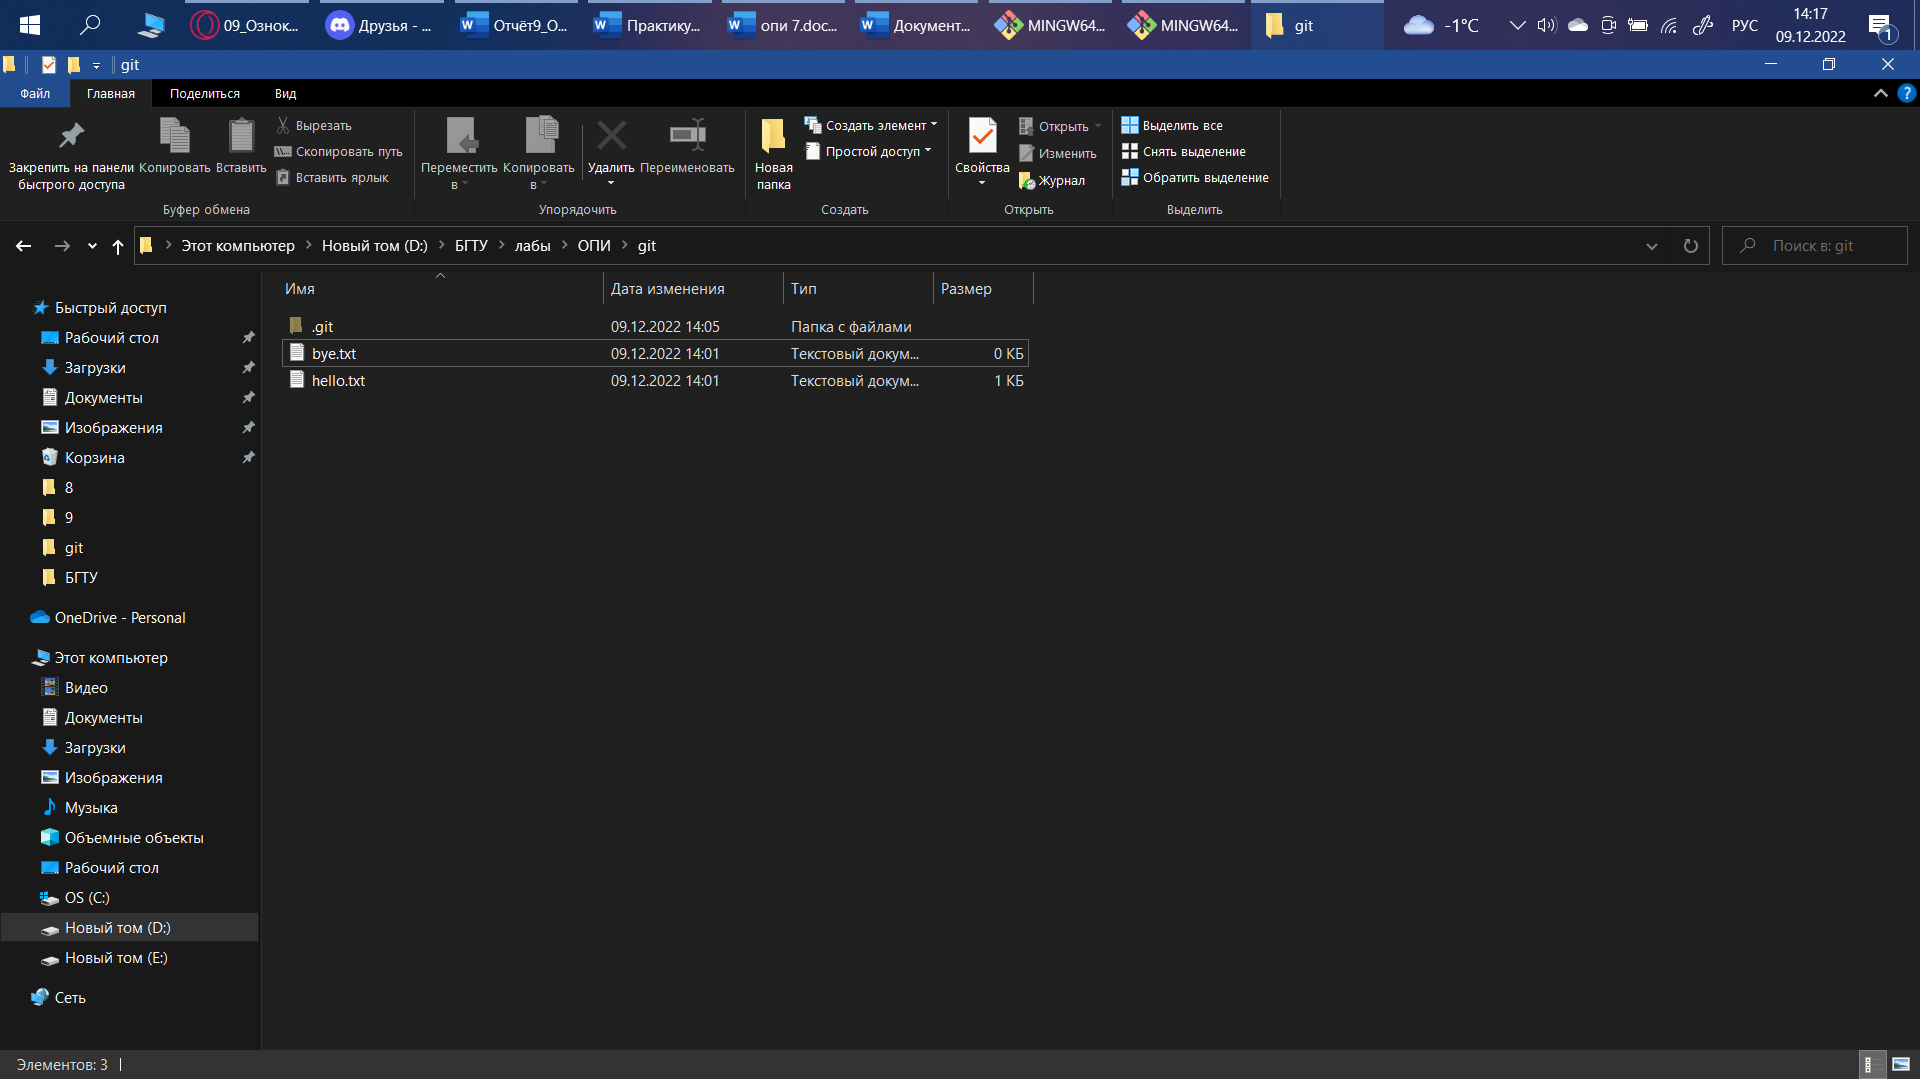 09_Ознок...
Друзья - ...
Отчёт9_О...
Практику...
опи 7.doc...
Документ...
MINGW64...
MINGW64...
git
-1°C
РУС
14:17
09.12.2022
1
git
Файл
Главная
Поделиться
Вид
Закрепить на панели
быстрого доступа
Копировать
Вставить
Вырезать
Скопировать путь
Вставить ярлык
Буфер обмена
Переместить
в
Копировать
в
Удалить
Переименовать
Упорядочить
Новая
папка
Создать элемент
Простой доступ
Создать
Свойства
Открыть
Изменить
Журнал
Открыть
Выделить все
Снять выделение
Обратить выделение
Выделить
Этот компьютер
Новый том (D:)
БГТУ
лабы
ОПИ
git
Поиск в: git
Имя
Дата изменения
Тип
Размер
.git 09.12.2022 14:05 Папка с файлами
bye.txt 09.12.2022 14:01 Текстовый докум... 0 КБ
hello.txt 09.12.2022 14:01 Текстовый докум... 1 КБ
Быстрый доступ
Рабочий стол
Загрузки
Документы
Изображения
Корзина
8
9
git
БГТУ
OneDrive - Personal
Этот компьютер
Видео
Документы
Загрузки
Изображения
Музыка
Объемные объекты
Рабочий стол
OS (C:)
Новый том (D:)
Новый том (E:)
Сеть
Элементов: 3